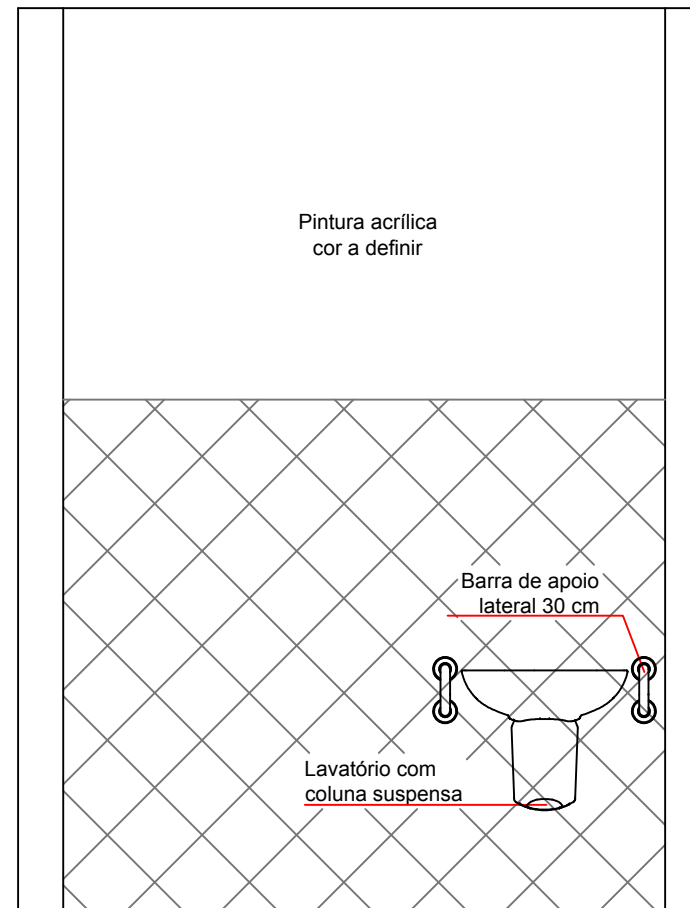 Pintura acrílica
cor a definir
Barra de apoio
lateral 30 cm
Lavatório com
coluna suspensa